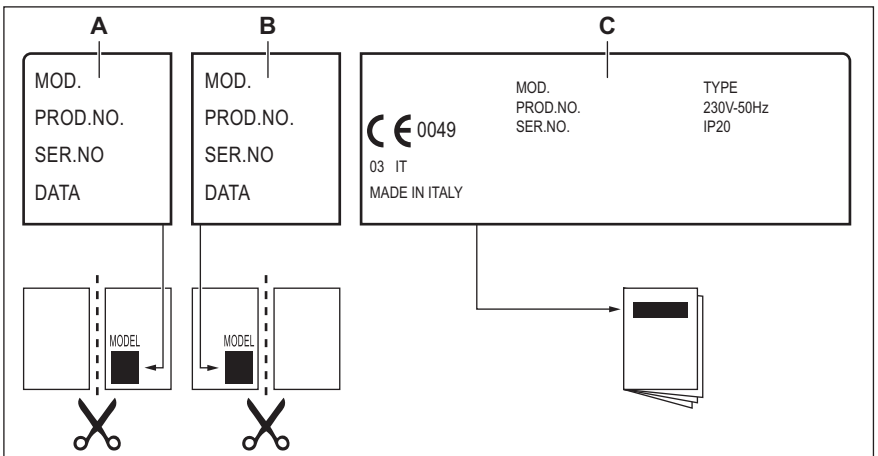 A
B
C
MOD.
PROD.NO.
SER.NO
DATA
MOD.
PROD.NO.
SER.NO
DATA
MOD.
PROD.NO.
SER.NO.
TYPE
230V-50Hz
IP20
CE 0049
03 IT
MADE IN ITALY
MODEL
MODEL